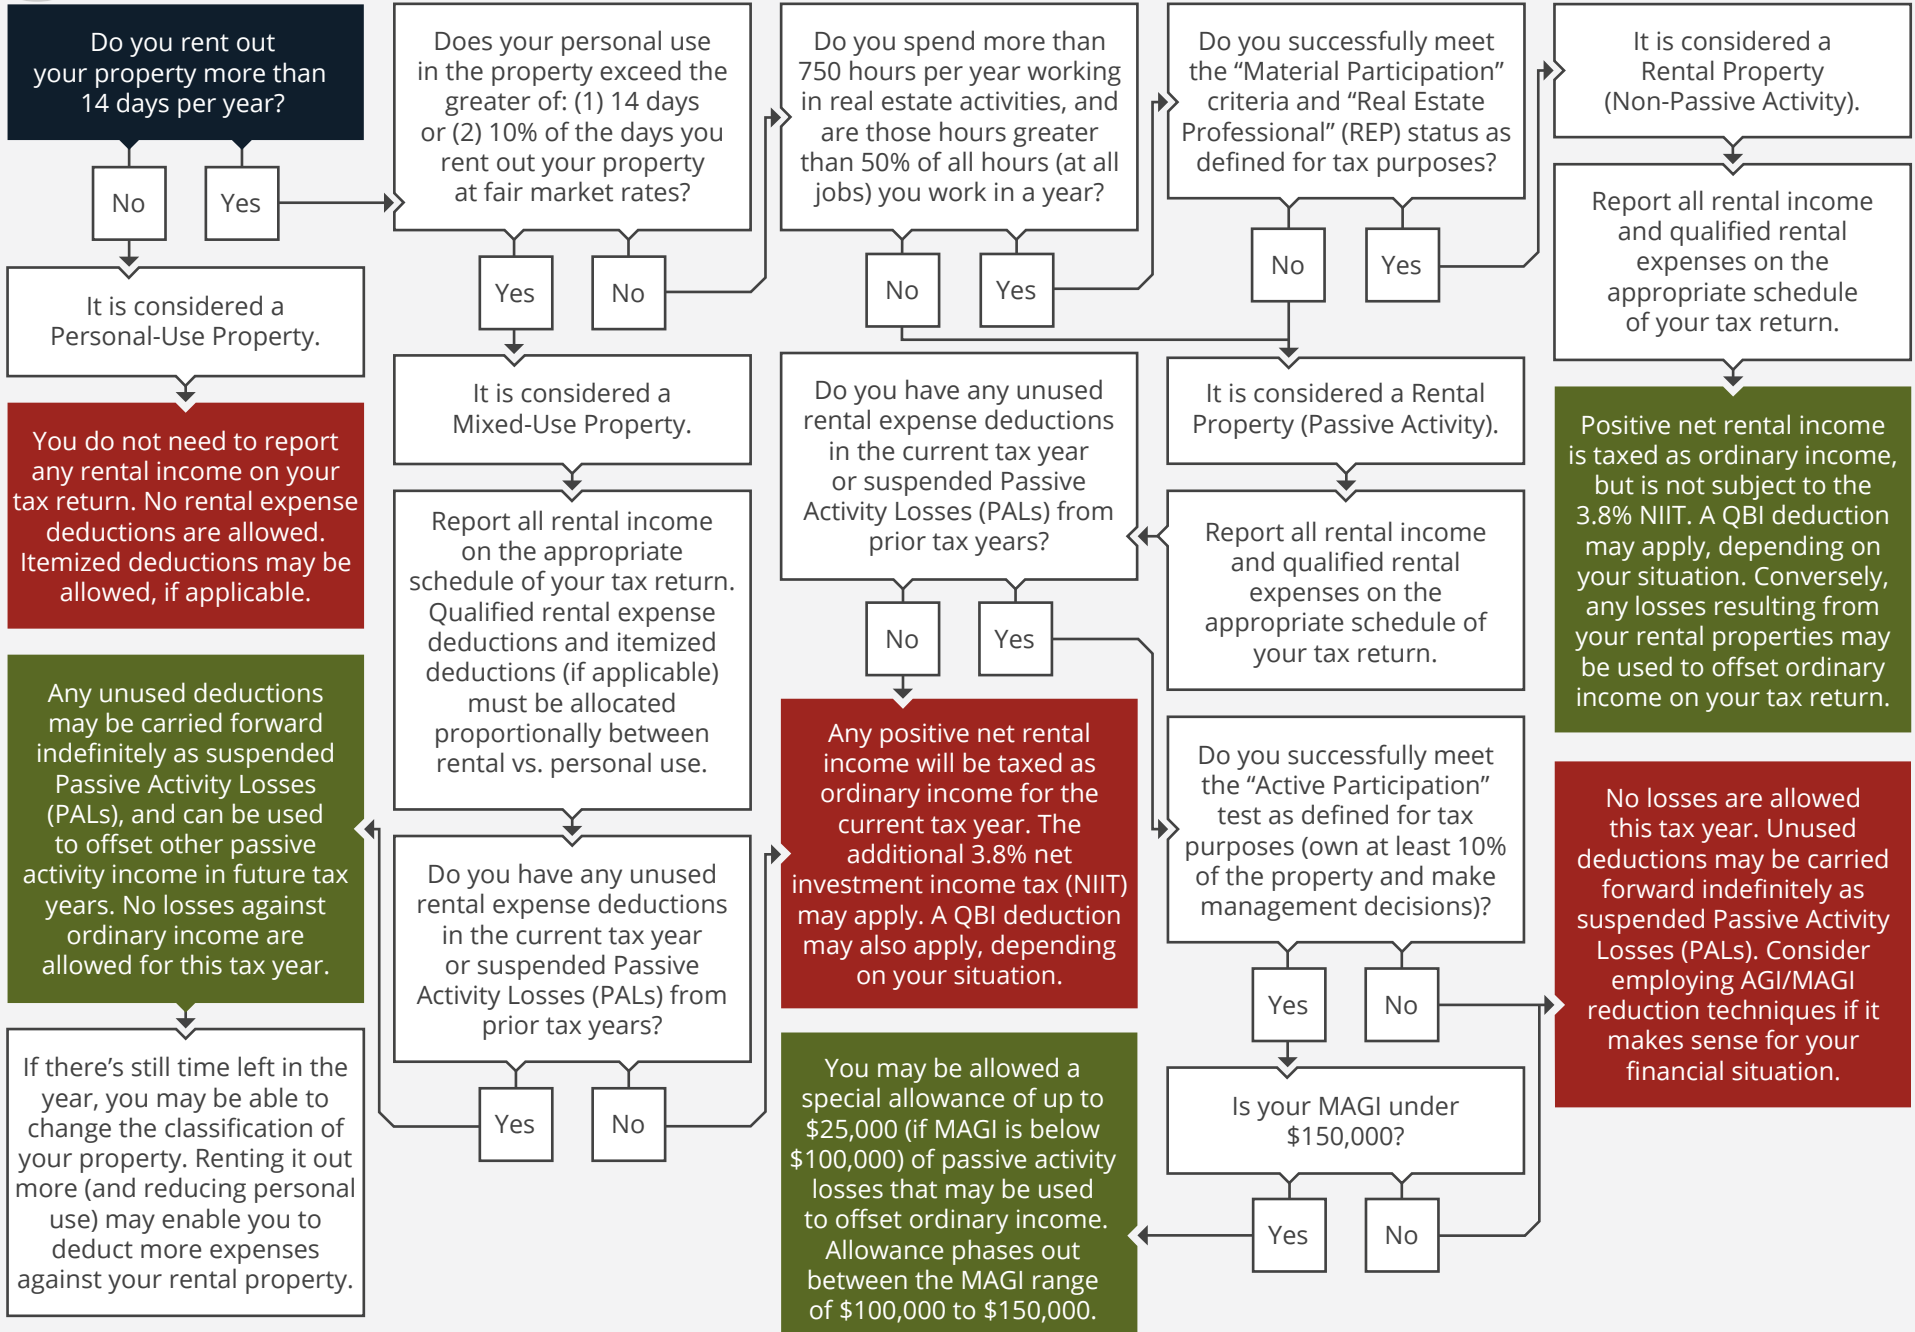 Do you rent out
your property more than
14 days per year?
No
Yes
It is considered a
Personal-Use Property.
You do not need to report
any rental income on your
tax return. No rental expense
deductions are allowed.
Itemized deductions may be
allowed, if applicable.
Does your personal use
in the property exceed the
greater of: (1) 14 days
or (2) 10% of the days you
rent out your property
at fair market rates?
Yes
No
It is considered a
Mixed-Use Property.
Report all rental income
on the appropriate
schedule of your tax return.
Qualified rental expense
deductions and itemized
deductions (if applicable)
must be allocated
proportionally between
rental vs. personal use.
Do you have any unused
rental expense deductions
in the current tax year
or suspended Passive
Activity Losses (PALs) from
prior tax years?
Yes
No
Any unused deductions
may be carried forward
indefinitely as suspended
Passive Activity Losses
(PALs), and can be used
to offset other passive
activity income in future tax
years. No losses against
ordinary income are
allowed for this tax year.
If there’s still time left in the
year, you may be able to
change the classification of
your property. Renting it out
more (and reducing personal
use) may enable you to
deduct more expenses
against your rental property.
Do you spend more than
750 hours per year working
in real estate activities, and
are those hours greater
than 50% of all hours (at all
jobs) you work in a year?
No
Yes
Do you successfully meet
the “Material Participation”
criteria and “Real Estate
Professional” (REP) status as
defined for tax purposes?
No
Yes
It is considered a
Rental Property
(Non-Passive Activity).
Report all rental income
and qualified rental
expenses on the
appropriate schedule
of your tax return.
Positive net rental income
is taxed as ordinary income,
but is not subject to the
3.8% NIIT. A QBI deduction
may apply, depending on
your situation. Conversely,
any losses resulting from
your rental properties may
be used to offset ordinary
income on your tax return.
It is considered a Rental
Property (Passive Activity).
Report all rental income
and qualified rental
expenses on the
appropriate schedule of
your tax return.
Do you have any unused
rental expense deductions
in the current tax year
or suspended Passive
Activity Losses (PALs) from
prior tax years?
No
Yes
Any positive net rental
income will be taxed as
ordinary income for the
current tax year. The
additional 3.8% net
investment income tax (NIIT)
may apply. A QBI deduction
may also apply, depending
on your situation.
Do you successfully meet
the “Active Participation”
test as defined for tax
purposes (own at least 10%
of the property and make
management decisions)?
Yes
No
Is your MAGI under
$150,000?
Yes
No
You may be allowed a
special allowance of up to
$25,000 (if MAGI is below
$100,000) of passive activity
losses that may be used
to offset ordinary income.
Allowance phases out
between the MAGI range
of $100,000 to $150,000.
No losses are allowed
this tax year. Unused
deductions may be carried
forward indefinitely as
suspended Passive Activity
Losses (PALs). Consider
employing AGI/MAGI
reduction techniques if it
makes sense for your
financial situation.